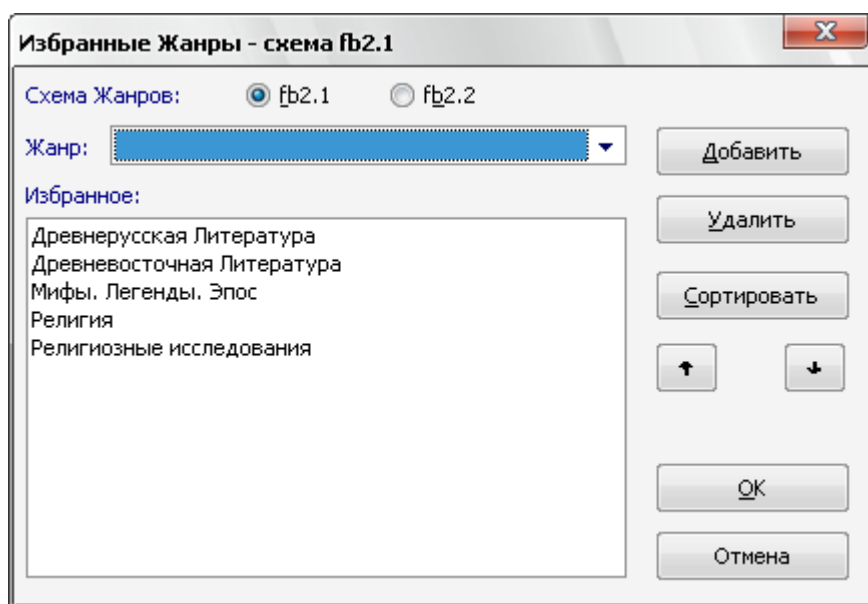 Избранные Жанры - схема fb2.1
Схема Жанров: fb2.1 fb2.2
Жанр:
Добавить
Избранное:
Удалить
Древнерусская Литература
Древневосточная Литература
Мифы. Легенды. Эпос
Религия
Религиозные исследования
Сортировать
OK
Отмена